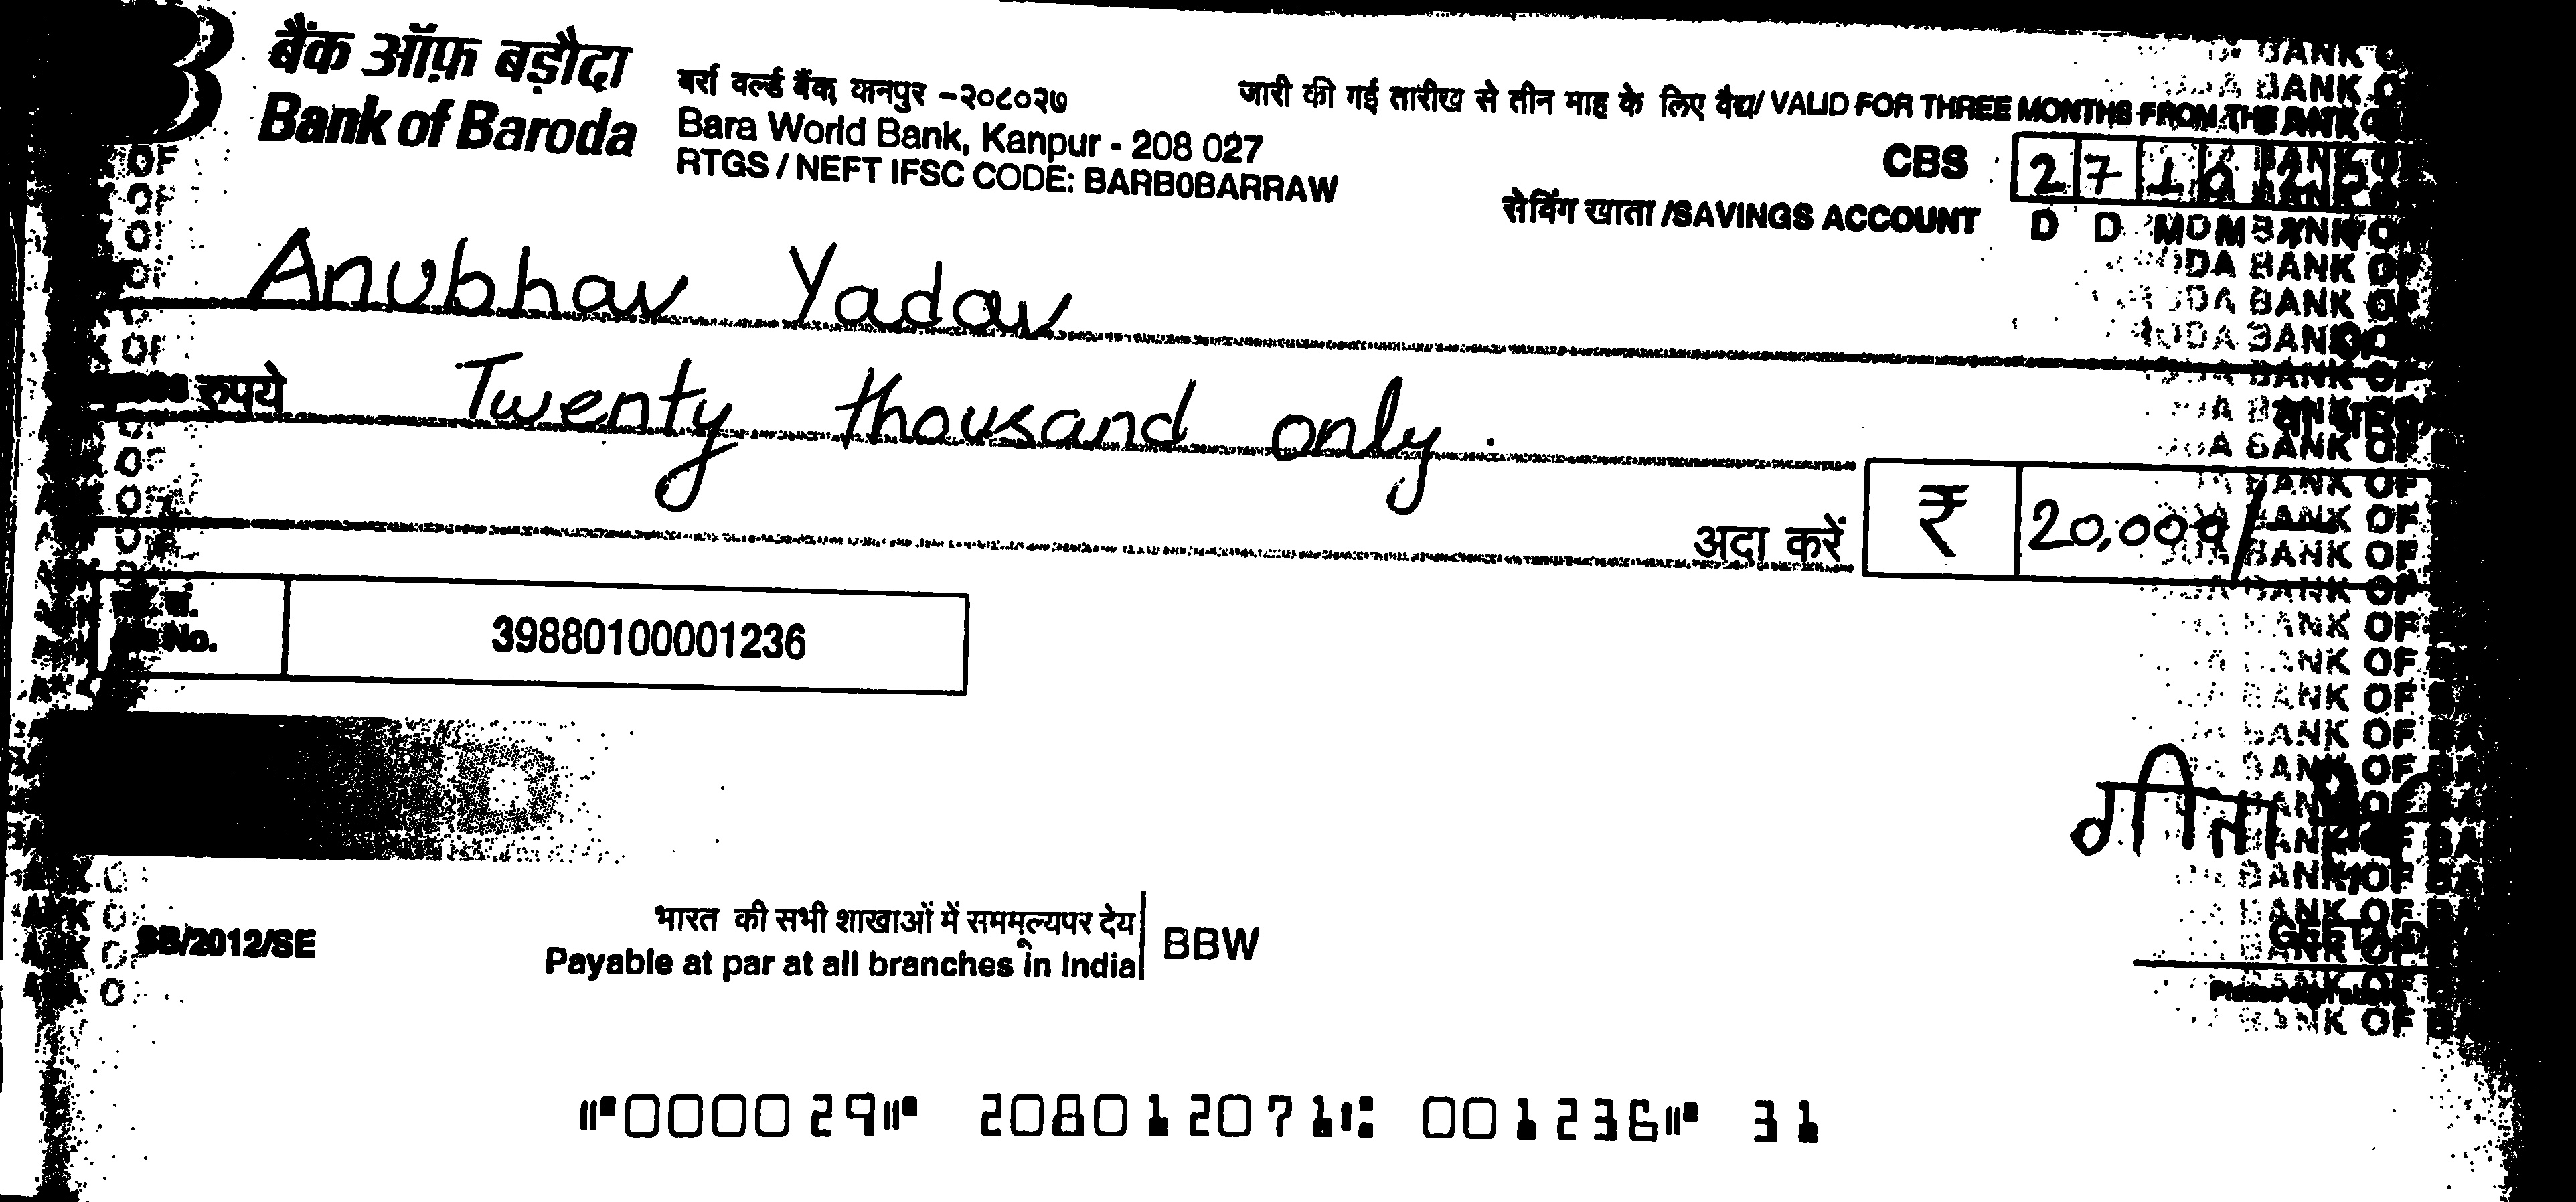 बैंक ऑफ़ बड़ौदा
Bank of Baroda
बर्रा वर्ल्ड बैंक, कानपुर -२०८०२७
Bara World Bank, Kanpur - 208 027
RTGS / NEFT IFSC CODE: BARB0BARRAW
जारी की गई तारीख से तीन माह के लिए वैद्य/ VALID FOR THREE MONTHS FROM THE
CBS 2 7 1 0 2
सेविंग खाता /SAVINGS ACCOUNT D D M M
Anubhav Yadav
रुपये Twenty thousand only.
अदा करें ₹ 20,000/-
No. 39880100001236
गीता
SB/2012/SE
भारत की सभी शाखाओं में सममूल्यपर देय
Payable at par at all branches in India
BBW
GEETA
Please sign above
⑈000029⑈ 208012071⑆ 001236⑈ 31
BANK OF